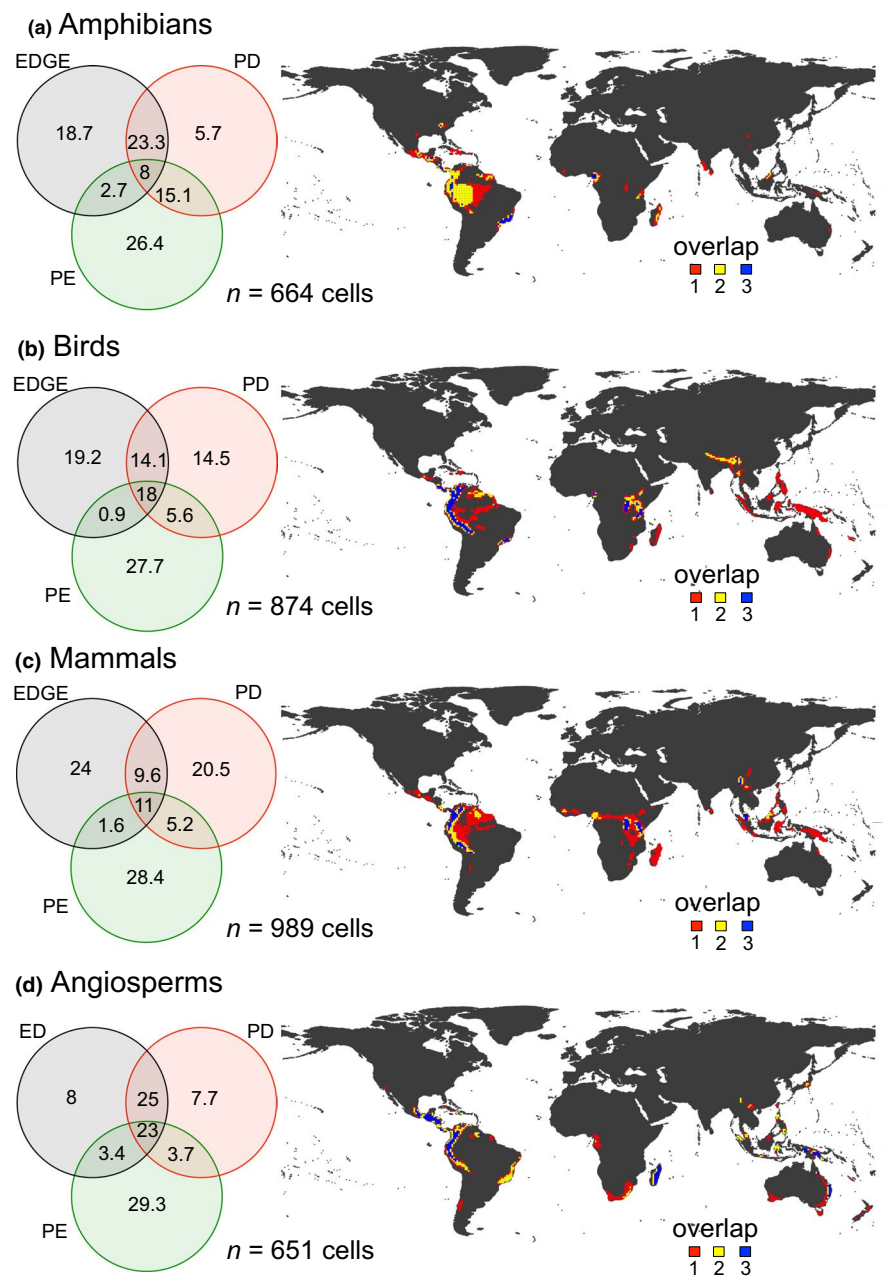 (a) Amphibians
EDGE PD
18.7 23.3 5.7
8
2.7 15.1
26.4
PE
n = 664 cells
overlap
1 2 3
(b) Birds
EDGE PD
19.2 14.1 14.5
18
0.9 5.6
27.7
PE
n = 874 cells
overlap
1 2 3
(c) Mammals
EDGE PD
24 9.6 20.5
11
1.6 5.2
28.4
PE
n = 989 cells
overlap
1 2 3
(d) Angiosperms
ED PD
8 25 7.7
23
3.4 3.7
29.3
PE
n = 651 cells
overlap
1 2 3